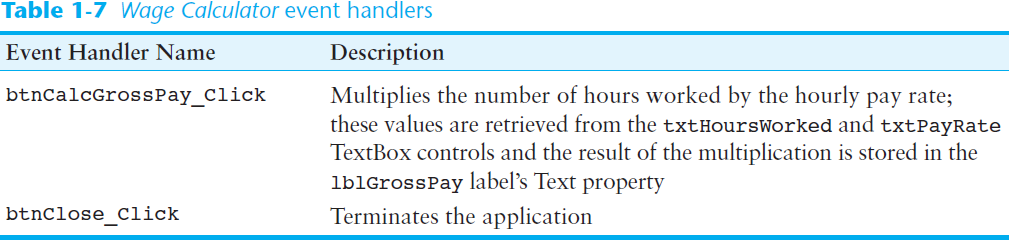 Table 1-7 Wage Calculator event handlers
Event Handler Name Description
btnCalcGrossPay_Click Multiplies the number of hours worked by the hourly pay rate;
these values are retrieved from the txtHoursWorked and txtPayRate
TextBox controls and the result of the multiplication is stored in the
lblGrossPay label’s Text property
btnClose_Click Terminates the application